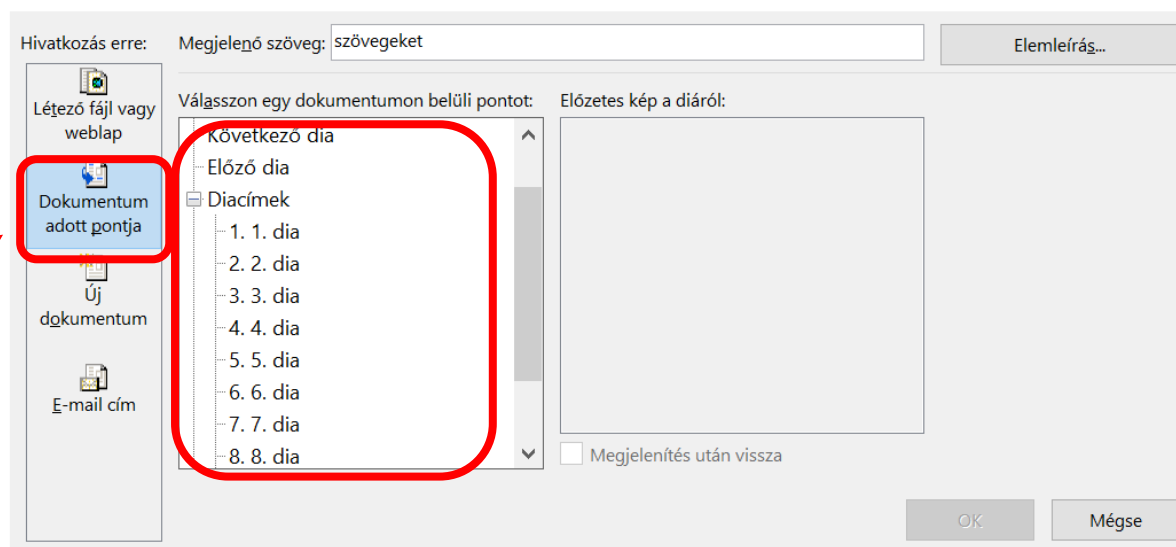 Hivatkozás erre:
Megjelenő szöveg: szövegeket
Elemleírás...
Létező fájl vagy
weblap
Dokumentum
adott pontja
Új
dokumentum
E-mail cím
Válasszon egy dokumentumon belüli pontot:
Következő dia
Előző dia
Diacímek
1. 1. dia
2. 2. dia
3. 3. dia
4. 4. dia
5. 5. dia
6. 6. dia
7. 7. dia
8. 8. dia
Előzetes kép a diáról:
Megjelenítés után vissza
OK
Mégse